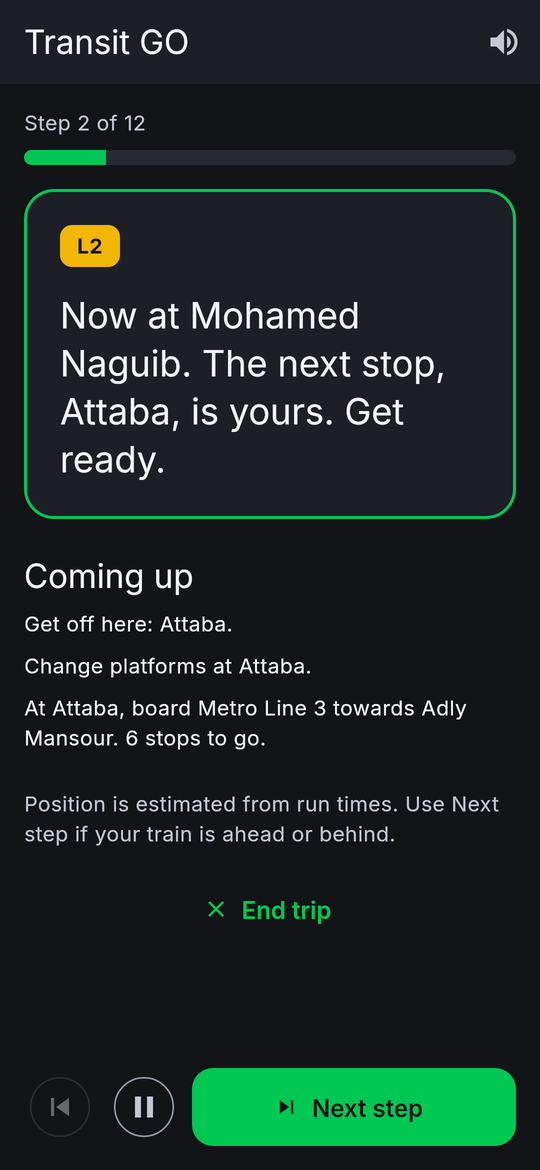 Transit GO
Step 2 of 12
L2
Now at Mohamed
Naguib. The next stop,
Attaba, is yours. Get
ready.
Coming up
Get off here: Attaba.
Change platforms at Attaba.
At Attaba, board Metro Line 3 towards Adly
Mansour. 6 stops to go.
Position is estimated from run times. Use Next
step if your train is ahead or behind.
End trip
Next step